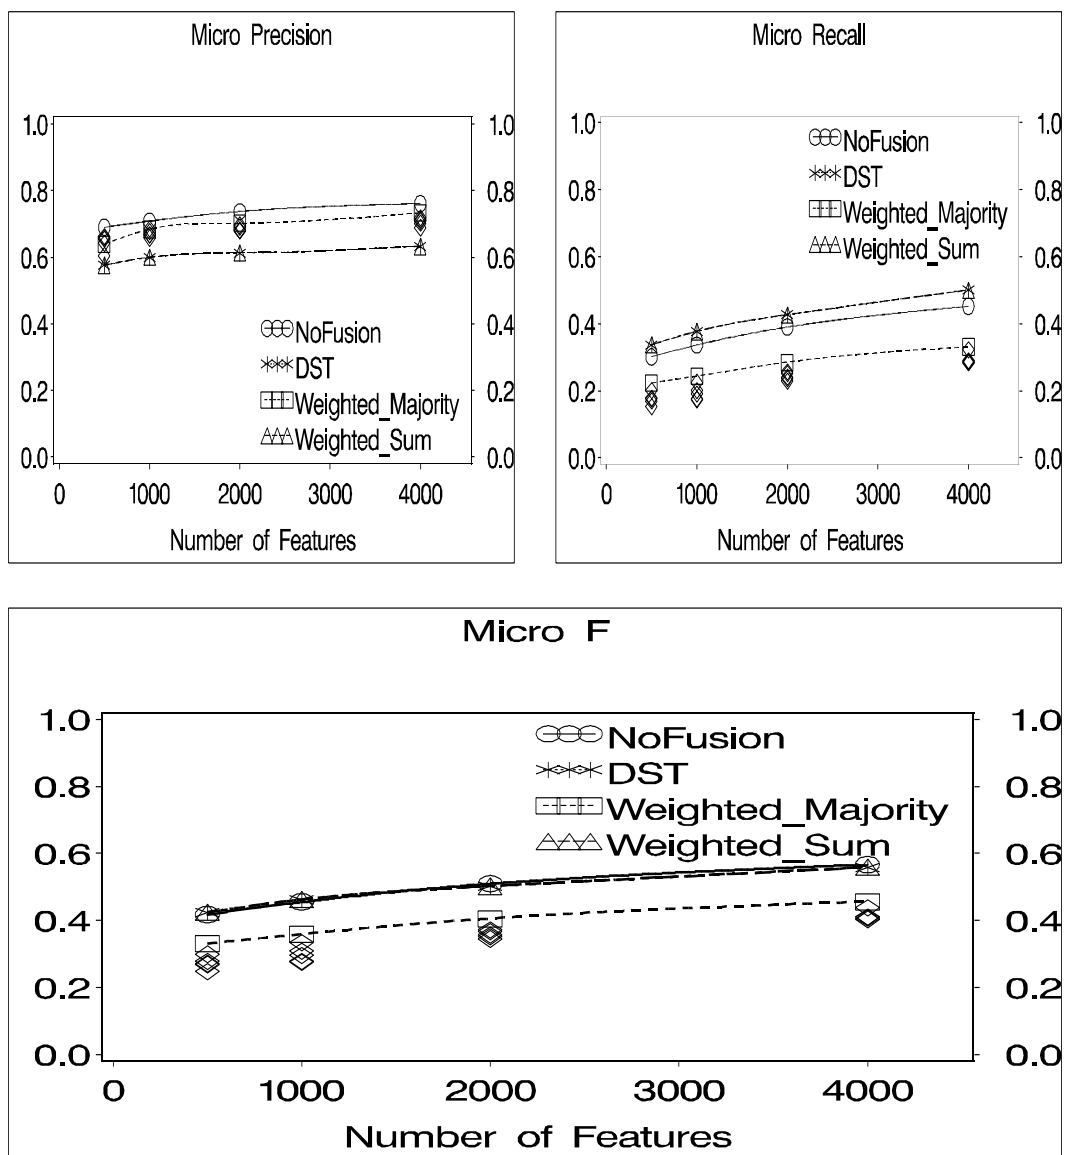 Micro Precision
1.0 1.0
0.8 0.8
0.6 0.6
0.4 0.4
0.2 0.2
0.0 0.0
NoFusion
DST
Weighted_Majority
Weighted_Sum
0 1000 2000 3000 4000
Number of Features
Micro Recall
1.0 1.0
0.8 0.8
0.6 0.6
0.4 0.4
0.2 0.2
0.0 0.0
NoFusion
DST
Weighted_Majority
Weighted_Sum
0 1000 2000 3000 4000
Number of Features
Micro F
1.0 1.0
0.8 0.8
0.6 0.6
0.4 0.4
0.2 0.2
0.0 0.0
NoFusion
DST
Weighted_Majority
Weighted_Sum
0 1000 2000 3000 4000
Number of Features